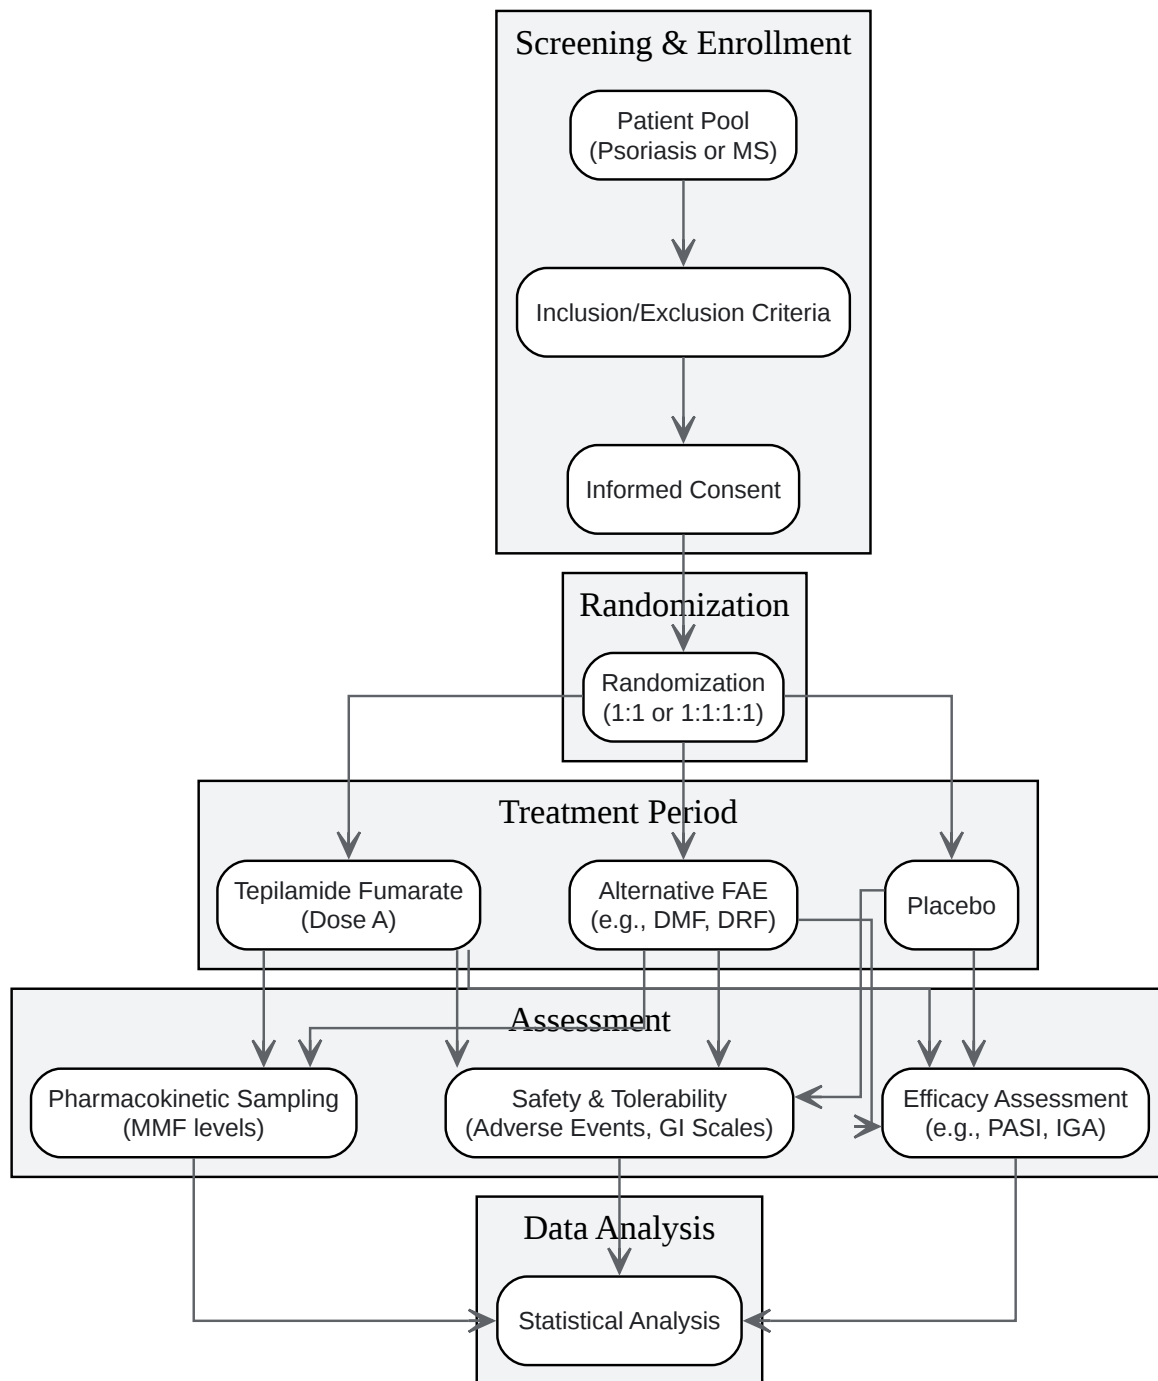 Screening & Enrollment
Patient Pool
(Psoriasis or MS)
Inclusion/Exclusion Criteria
Informed Consent
Randomization
Randomization
(1:1 or 1:1:1:1)
Treatment Period
Tepilamide Fumarate
(Dose A)
Alternative FAE
(e.g., DMF, DRF)
Placebo
Assessment
Pharmacokinetic Sampling
(MMF levels)
Safety & Tolerability
(Adverse Events, GI Scales)
Efficacy Assessment
(e.g., PASI, IGA)
Data Analysis
Statistical Analysis